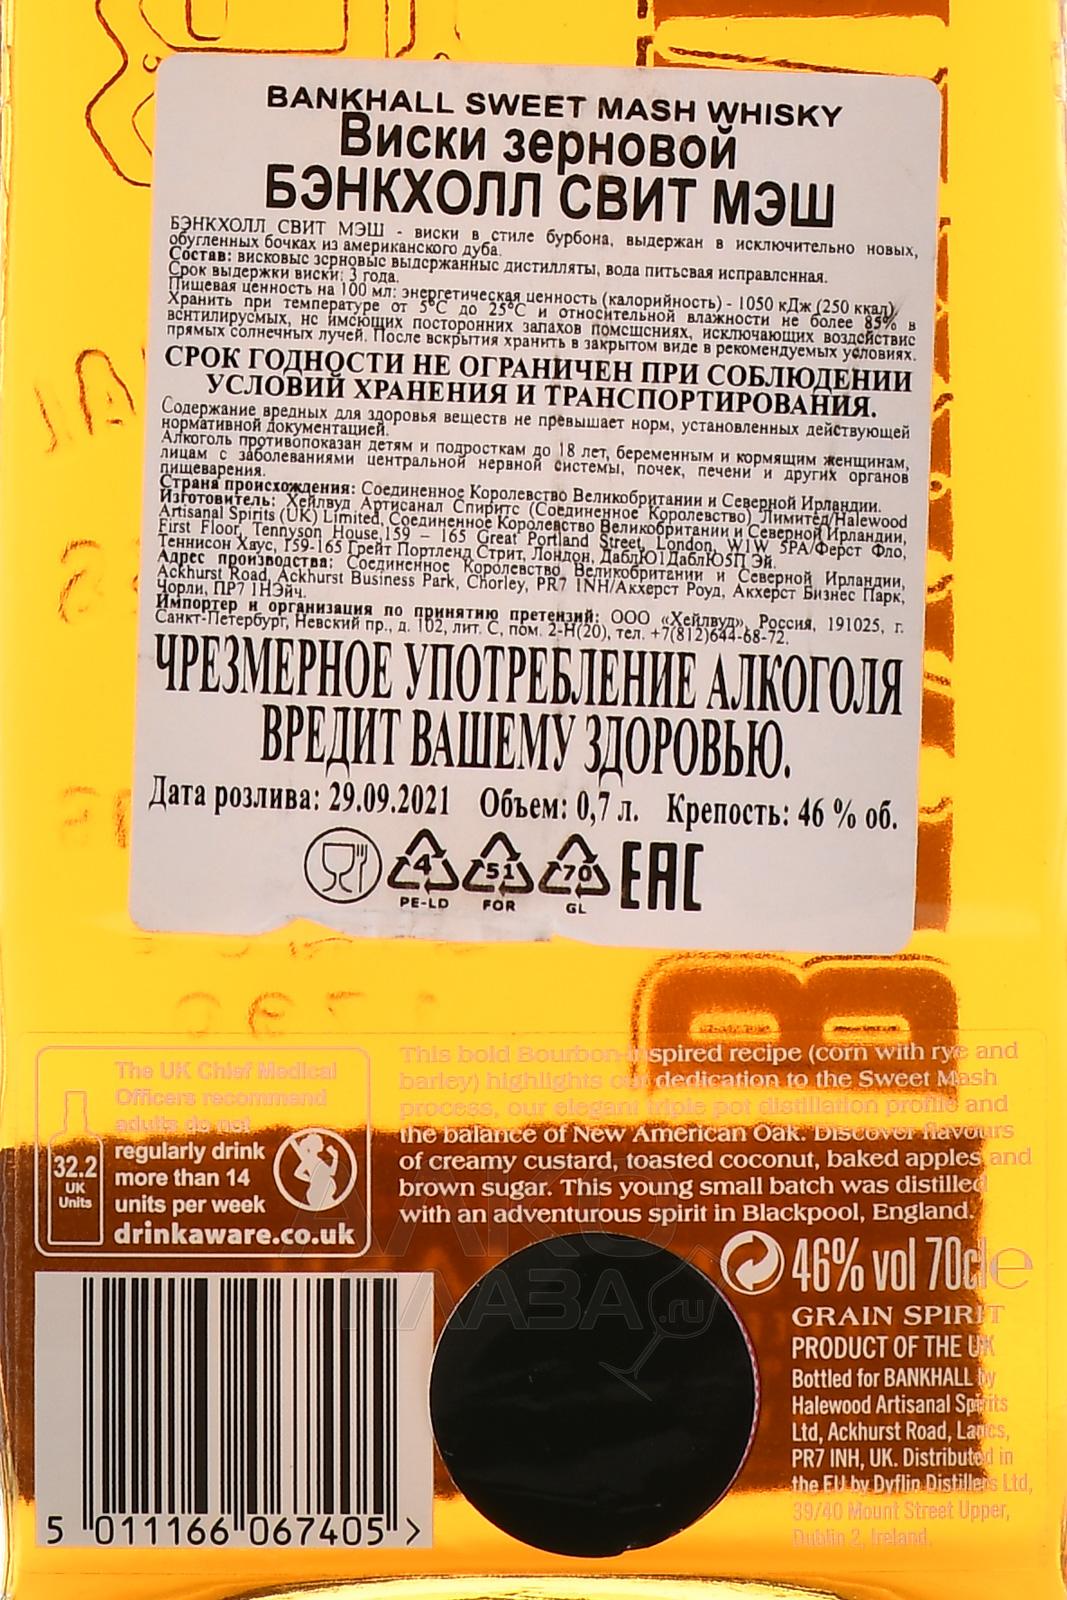 BANKHALL SWEET MASH WHISKY
Виски зерновой
БЭНКХОЛЛ СВИТ МЭШ
БЭНКХОЛЛ СВИТ МЭШ - виски в стиле бурбона, выдержан в исключительно новых,
обугленных бочках из американского дуба.
Состав: висковые зерновые выдержанные дистилляты, вода питьевая исправленная.
Срок выдержки виски: 3 года.
Пищевая ценность на 100 мл: энергетическая ценность (калорийность) - 1050 кДж (250 ккал)
Хранить при температуре от 5°С до 25°С и относительной влажности не более 85% в
вентилируемых, не имеющих посторонних запахов помещениях, исключающих воздействие
прямых солнечных лучей. После вскрытия хранить в закрытом виде в рекомендуемых условиях.
СРОК ГОДНОСТИ НЕ ОГРАНИЧЕН ПРИ СОБЛЮДЕНИИ
УСЛОВИЙ ХРАНЕНИЯ И ТРАНСПОРТИРОВАНИЯ.
Содержание вредных для здоровья веществ не превышает норм, установленных действующей
нормативной документацией.
Алкоголь противопоказан детям и подросткам до 18 лет, беременным и кормящим женщинам,
лицам с заболеваниями центральной нервной системы, почек, печени и других органов
пищеварения.
Страна происхождения: Соединенное Королевство Великобритании и Северной Ирландии.
Изготовитель: Хейлвуд Артисанал Спиритс (Соединенное Королевство) Лимитед/Halewood
Artisanal Spirits (UK) Limited, Соединенное Королевство Великобритании и Северной Ирландии,
First Floor, Tennyson House,159 – 165 Great Portland Street, London, W1W 5PA/Ферст Фло,
Теннисон Хаус, 159-165 Грейт Портленд Стрит, Лондон, ДаблЮ1ДаблЮ5П Эй.
Адрес производства: Соединенное Королевство Великобритании и Северной Ирландии,
Ackhurst Road, Ackhurst Business Park, Chorley, PR7 1NH/Акхерст Роуд, Акхерст Бизнес Парк,
Чорли, ПР7 1НЭйч.
Импортер и организация по принятию претензий: ООО «Хейлвуд», Россия, 191025, г.
Санкт-Петербург, Невский пр., д. 102, лит. С, пом. 2-Н(20), тел. +7(812)644-68-72.
ЧРЕЗМЕРНОЕ УПОТРЕБЛЕНИЕ АЛКОГОЛЯ
ВРЕДИТ ВАШЕМУ ЗДОРОВЬЮ.
Дата розлива: 29.09.2021 Объем: 0,7 л. Крепость: 46 % об.
4 51 70 EAC
PE-LD FOR GL
The UK Chief Medical
Officers recommend
adults do not
regularly drink
more than 14
units per week
drinkaware.co.uk
32.2
UK
Units
This bold Bourbon-inspired recipe (corn with rye and
barley) highlights our dedication to the Sweet Mash
process, our elegant triple pot distillation profile and
the balance of New American Oak. Discover flavours
of creamy custard, toasted coconut, baked apples and
brown sugar. This young small batch was distilled
with an adventurous spirit in Blackpool, England.
46% vol 70cl e
GRAIN SPIRIT
PRODUCT OF THE UK
Bottled for BANKHALL by
Halewood Artisanal Spirits
Ltd, Ackhurst Road, Lancs,
PR7 1NH, UK. Distributed in
the EU by Dyflin Distillers Ltd,
39/40 Mount Street Upper,
Dublin 2, Ireland.
5 011166 067405 >
АЛКО
ПЛАЗА.ru